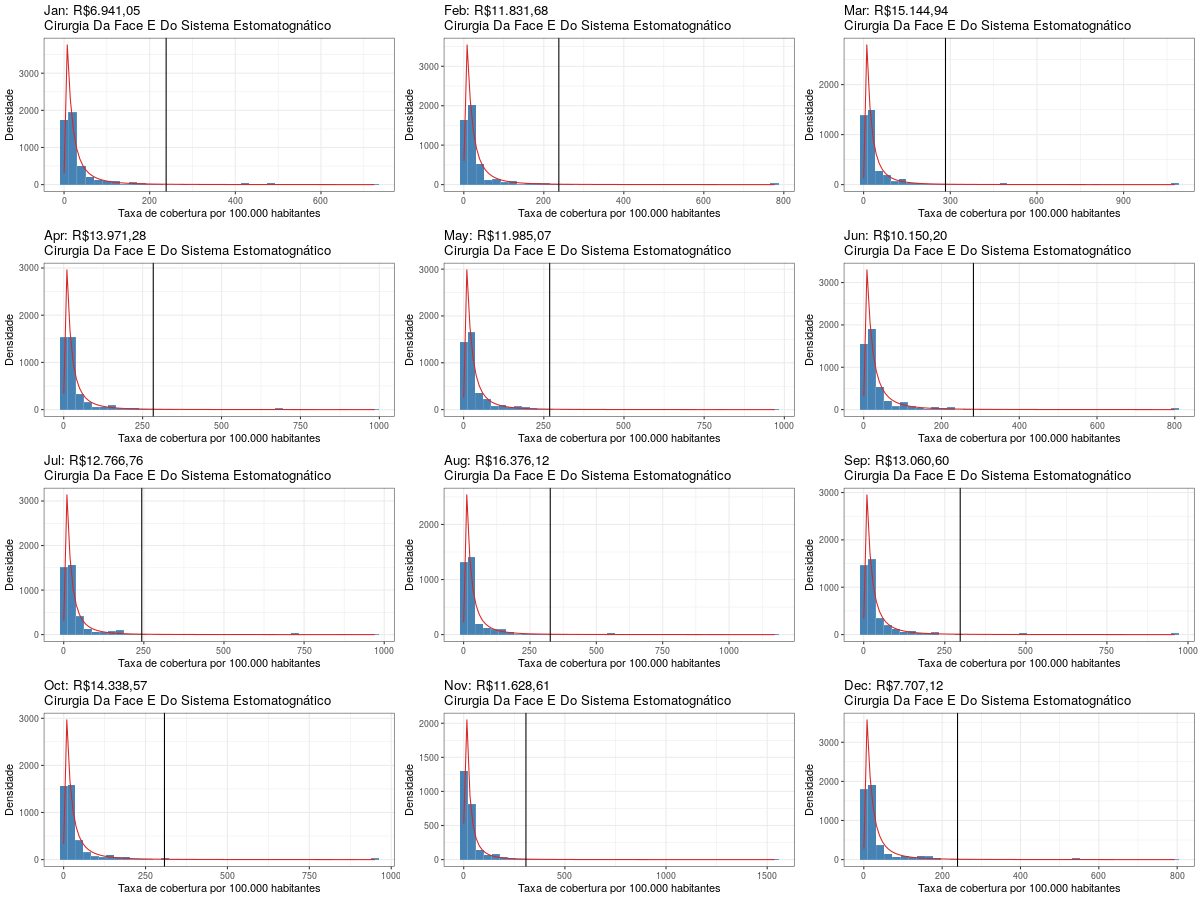 Jan: R$6.941,05
Cirurgia Da Face E Do Sistema Estomatognático
Densidade
3000
2000
1000
0
0 200 400 600
Taxa de cobertura por 100.000 habitantes
Feb: R$11.831,68
Cirurgia Da Face E Do Sistema Estomatognático
Densidade
3000
2000
1000
0
0 200 400 600 800
Taxa de cobertura por 100.000 habitantes
Mar: R$15.144,94
Cirurgia Da Face E Do Sistema Estomatognático
Densidade
2000
1000
0
0 300 600 900
Taxa de cobertura por 100.000 habitantes
Apr: R$13.971,28
Cirurgia Da Face E Do Sistema Estomatognático
Densidade
3000
2000
1000
0
0 250 500 750 1000
Taxa de cobertura por 100.000 habitantes
May: R$11.985,07
Cirurgia Da Face E Do Sistema Estomatognático
Densidade
3000
2000
1000
0
0 250 500 750 1000
Taxa de cobertura por 100.000 habitantes
Jun: R$10.150,20
Cirurgia Da Face E Do Sistema Estomatognático
Densidade
3000
2000
1000
0
0 200 400 600 800
Taxa de cobertura por 100.000 habitantes
Jul: R$12.766,76
Cirurgia Da Face E Do Sistema Estomatognático
Densidade
3000
2000
1000
0
0 250 500 750 1000
Taxa de cobertura por 100.000 habitantes
Aug: R$16.376,12
Cirurgia Da Face E Do Sistema Estomatognático
Densidade
2000
1000
0
0 250 500 750 1000
Taxa de cobertura por 100.000 habitantes
Sep: R$13.060,60
Cirurgia Da Face E Do Sistema Estomatognático
Densidade
3000
2000
1000
0
0 250 500 750 1000
Taxa de cobertura por 100.000 habitantes
Oct: R$14.338,57
Cirurgia Da Face E Do Sistema Estomatognático
Densidade
3000
2000
1000
0
0 250 500 750 1000
Taxa de cobertura por 100.000 habitantes
Nov: R$11.628,61
Cirurgia Da Face E Do Sistema Estomatognático
Densidade
2000
1500
1000
500
0
0 500 1000 1500
Taxa de cobertura por 100.000 habitantes
Dec: R$7.707,12
Cirurgia Da Face E Do Sistema Estomatognático
Densidade
3000
2000
1000
0
0 200 400 600 800
Taxa de cobertura por 100.000 habitantes